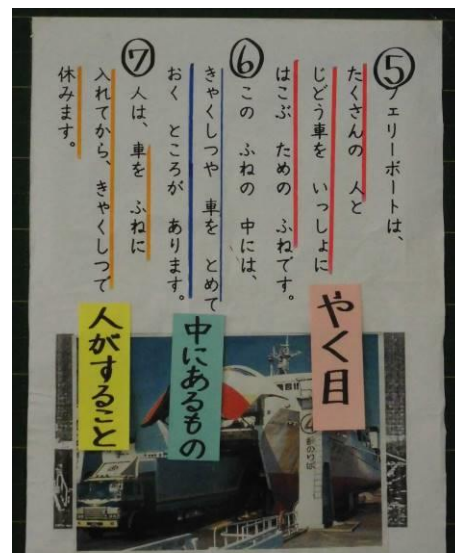 ⑤フェリーボートは、
たくさんの 人と
じどう車を いっしょに
はこぶ ための ふねです。
⑥この ふねの 中には、
きゃくしつや 車を とめて
おく ところが あります。
⑦人は、車を ふねに
入れてから、きゃくしつで
休みます。
やく目
中にあるもの
人がすること